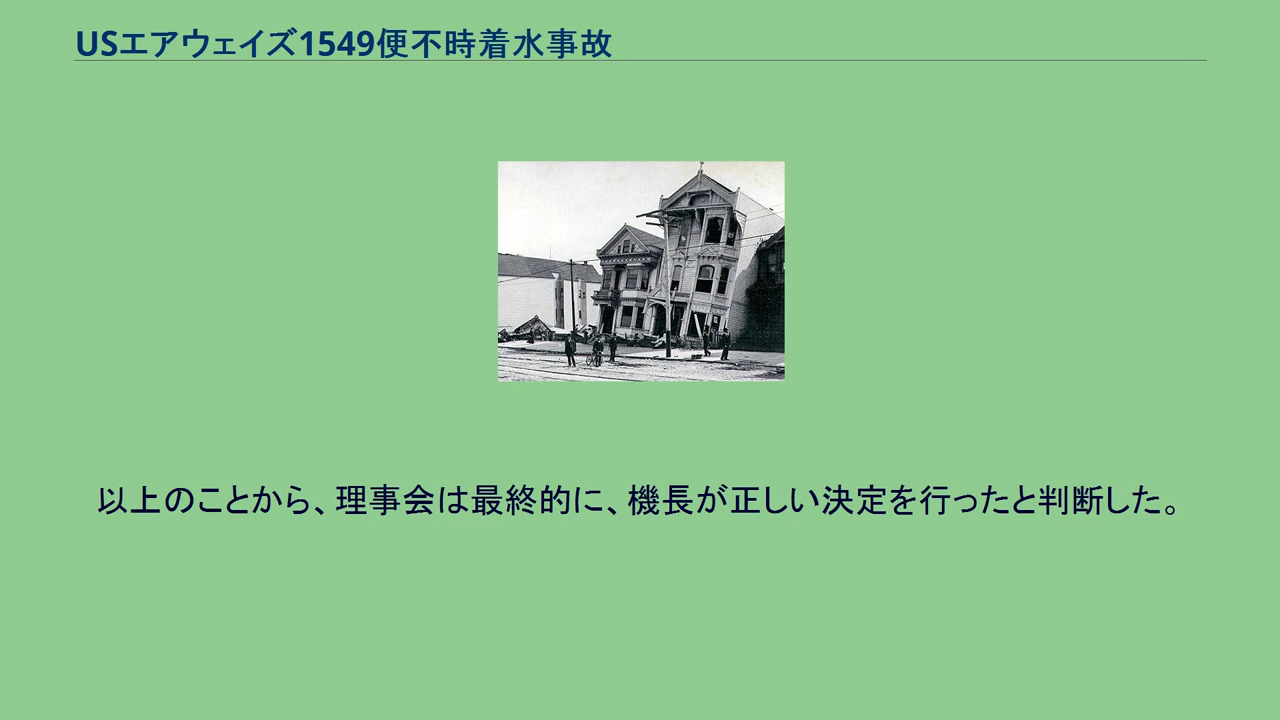 USエアウェイズ1549便不時着水事故
以上のことから、理事会は最終的に、機長が正しい決定を行ったと判断した。